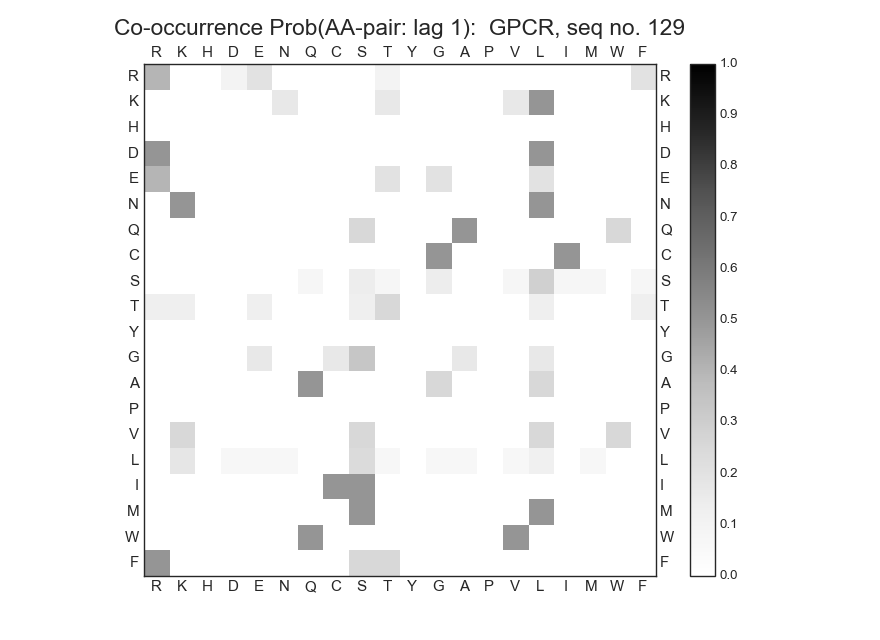 Co-occurrence Prob(AA-pair: lag 1):  GPCR, seq no. 129
R K H D E N Q C S T Y G A P V L I M W F
1.0
R R
0.9
K K
H H
0.8
D D
E E
0.7
N N
Q Q
0.6
C C
S S
0.5
T T
Y Y
0.4
G G
A A
0.3
P P
V V
0.2
L L
I I
0.1
M M
W W
F F
0.0
R K H D E N Q C S T Y G A P V L I M W F